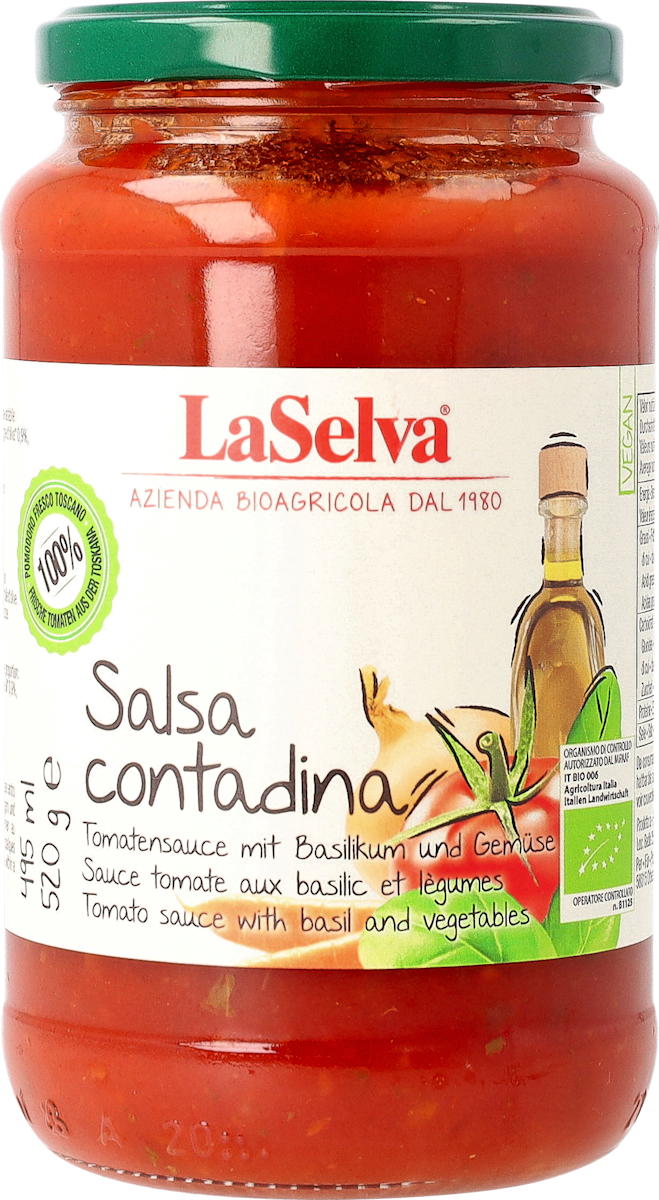 LaSelva®
AZIENDA BIOAGRICOLA DAL 1980
VEGAN
POMODORO FRESCO TOSCANO
100%
FRISCHE TOMATEN AUS DER TOSKANA
Salsa
contadina
Tomatensauce mit Basilikum und Gemüse
Sauce tomate aux basilic et lègumes
Tomato sauce with basil and vegetables
495 ml
520 g e
ORGANISMO DI CONTROLLO
AUTORIZZATO DAL MiPAAF
IT BIO 006
Agricoltura Italia
Italien Landwirtschaft
OPERATORE CONTROLLATO
n. B1125